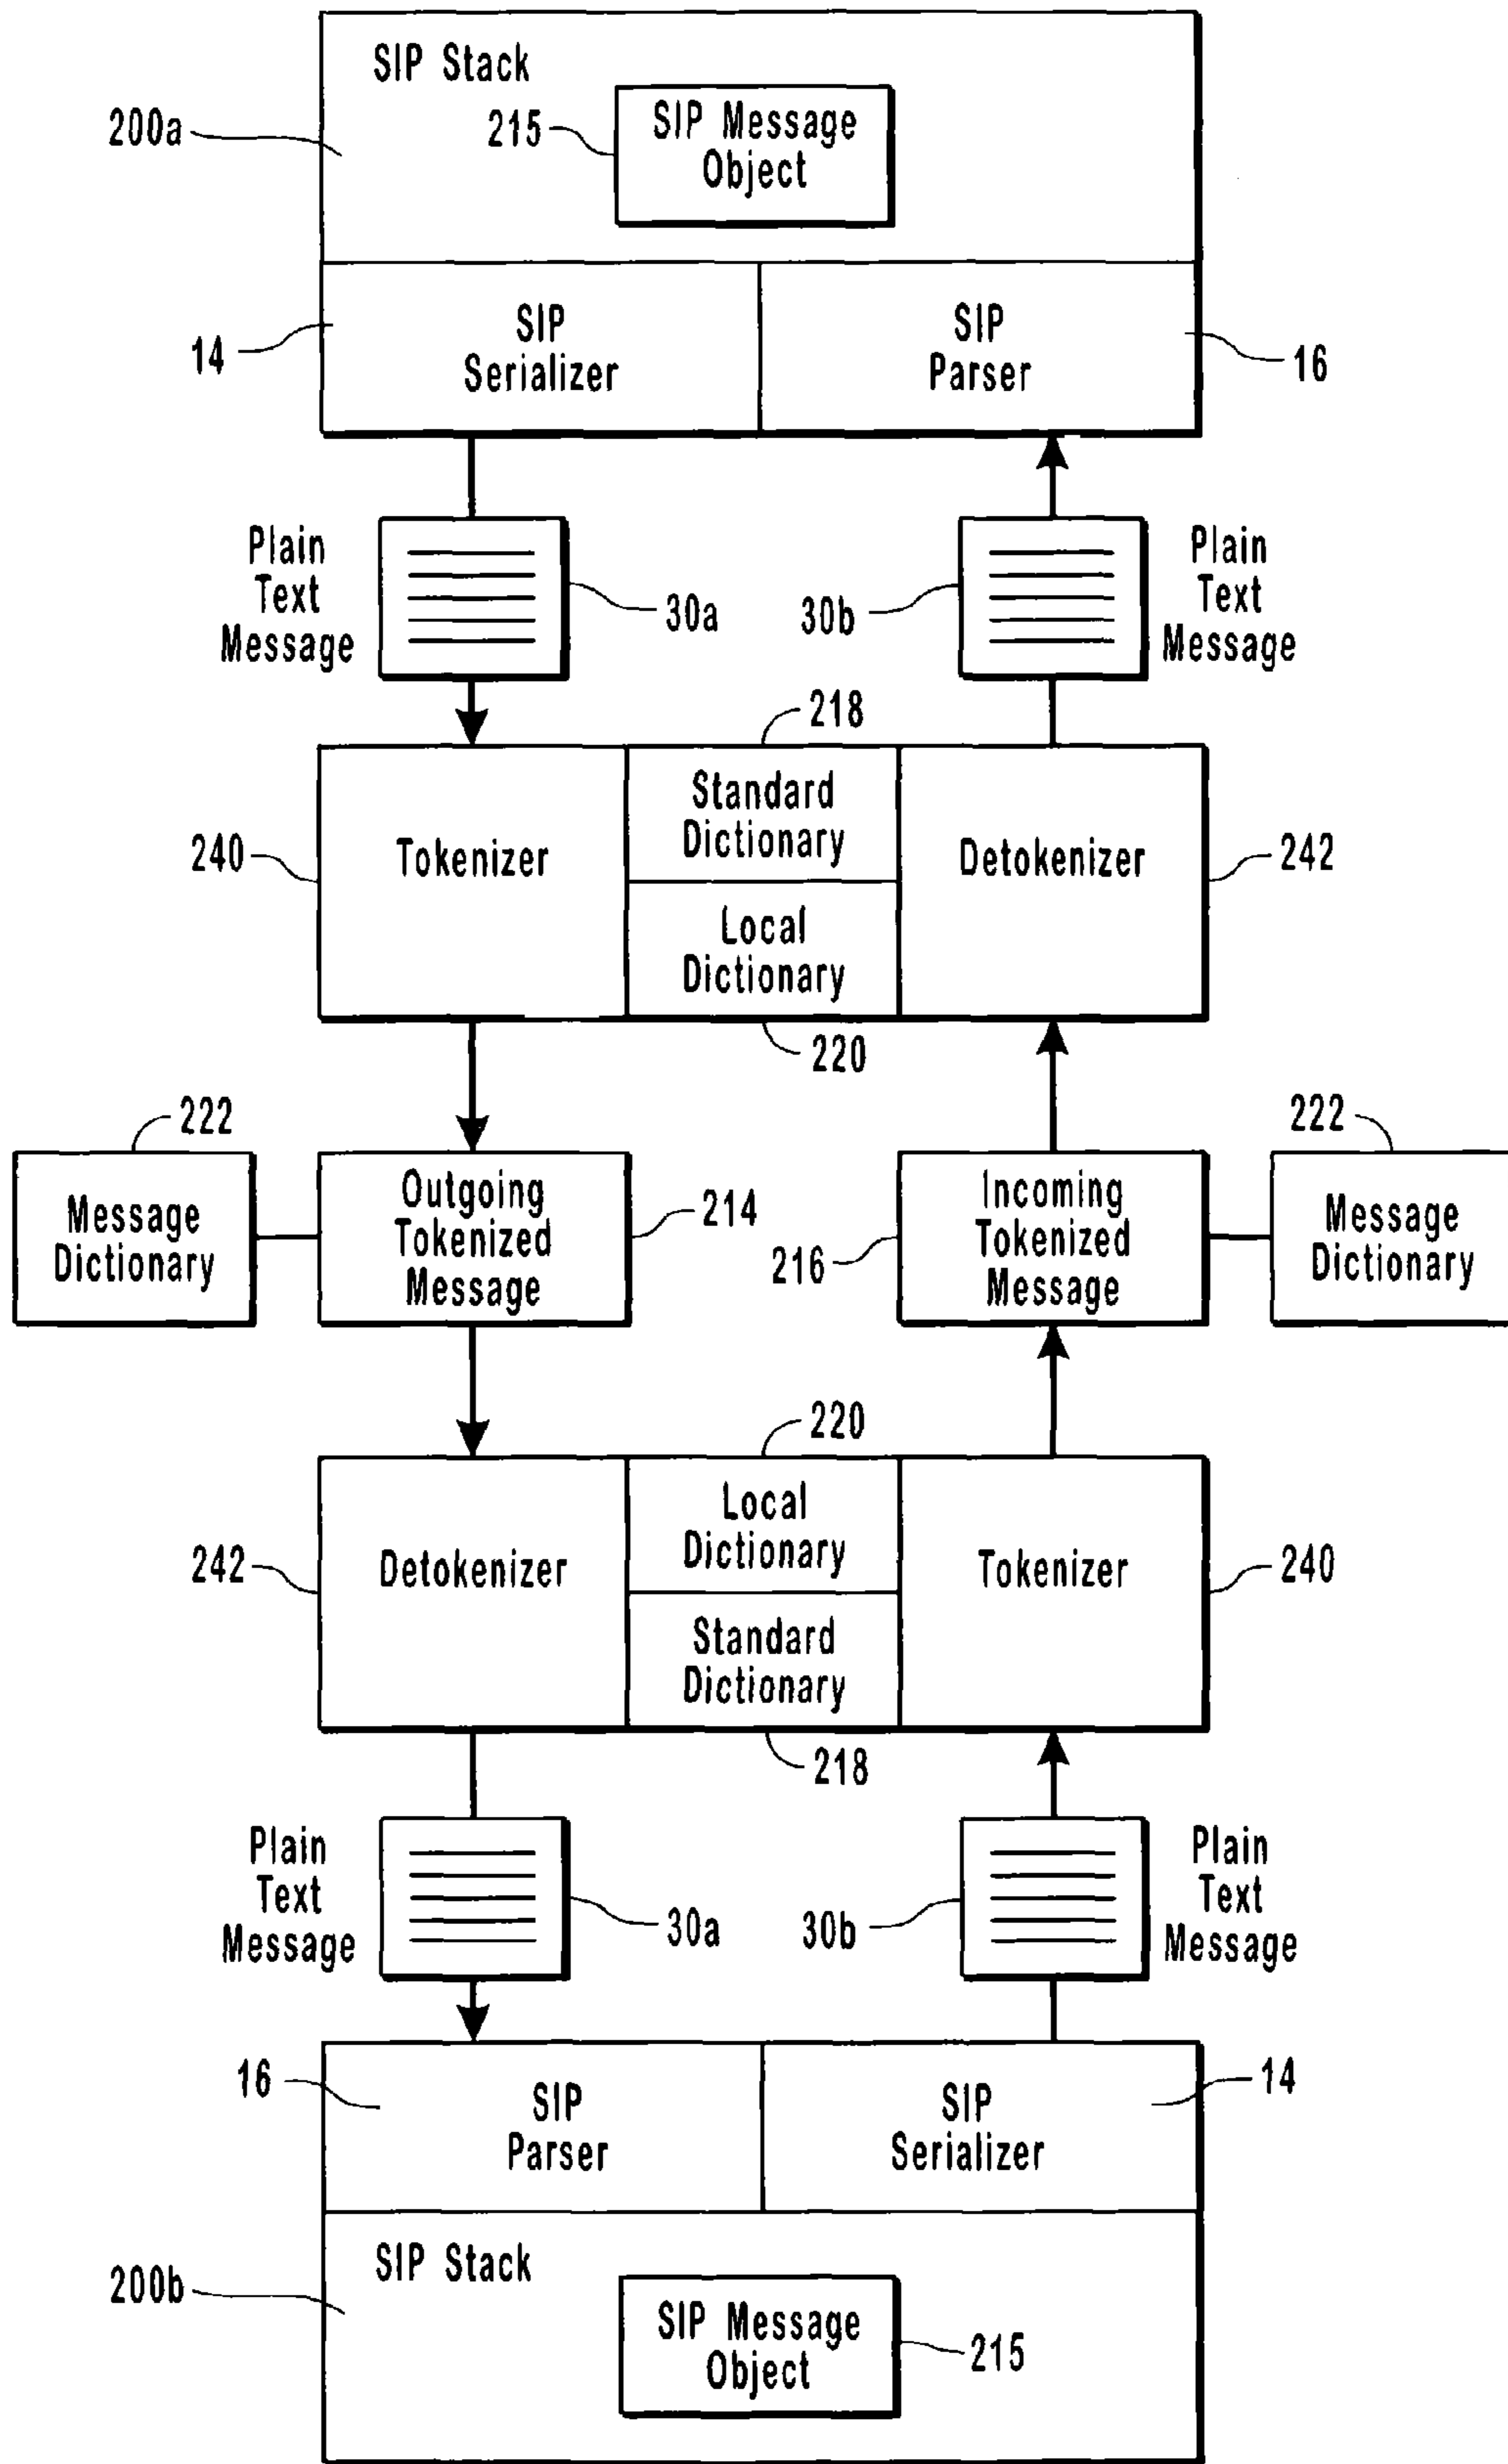 SIP Stack
200a
215
SIP Message
Object
14
SIP
Serializer
SIP
Parser
16
Plain
Text
Message
30a
30b
Plain
Text
Message
218
240
Tokenizer
Standard
Dictionary
Local
Dictionary
Detokenizer
242
220
222
Message
Dictionary
Outgoing
Tokenized
Message
214
216
Incoming
Tokenized
Message
222
Message
Dictionary
220
242
Detokenizer
Local
Dictionary
Standard
Dictionary
Tokenizer
240
218
Plain
Text
Message
30a
30b
Plain
Text
Message
16
SIP
Parser
SIP
Serializer
14
SIP Stack
200b
SIP Message
Object
215